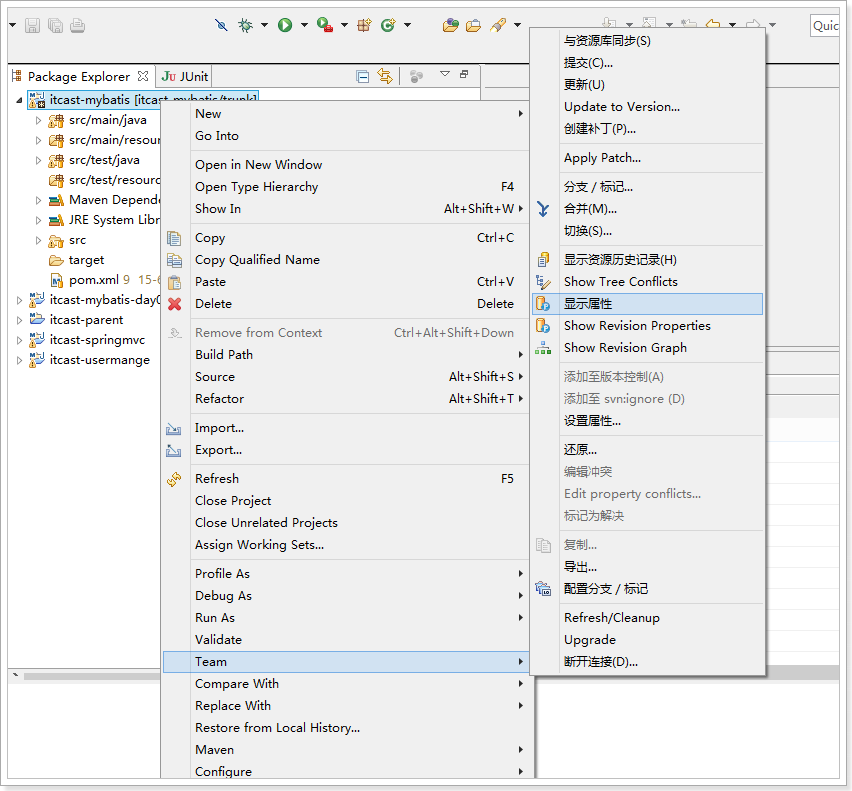 Quic
Package Explorer
JUnit
itcast-mybatis [itcast-mybatis/trunk]
src/main/java
src/main/resour
src/test/java
src/test/resourc
Maven Depende
JRE System Libr
src
target
pom.xml 9 15-6
itcast-mybatis-day0
itcast-parent
itcast-springmvc
itcast-usermange
New
Go Into
Open in New Window
Open Type Hierarchy F4
Show In Alt+Shift+W
Copy Ctrl+C
Copy Qualified Name
Paste Ctrl+V
Delete Delete
Remove from Context Ctrl+Alt+Shift+Down
Build Path
Source Alt+Shift+S
Refactor Alt+Shift+T
Import...
Export...
Refresh F5
Close Project
Close Unrelated Projects
Assign Working Sets...
Profile As
Debug As
Run As
Validate
Team
Compare With
Replace With
Restore from Local History...
Maven
Configure
与资源库同步(S)
提交(C)...
更新(U)
Update to Version...
创建补丁(P)...
Apply Patch...
分支 / 标记...
合并(M)...
切换(S)...
显示资源历史记录(H)
Show Tree Conflicts
显示属性
Show Revision Properties
Show Revision Graph
添加至版本控制(A)
添加至 svn:ignore (D)
设置属性...
还原...
编辑冲突
Edit property conflicts...
标记为解决
复制...
导出...
配置分支 / 标记
Refresh/Cleanup
Upgrade
断开连接(D)...